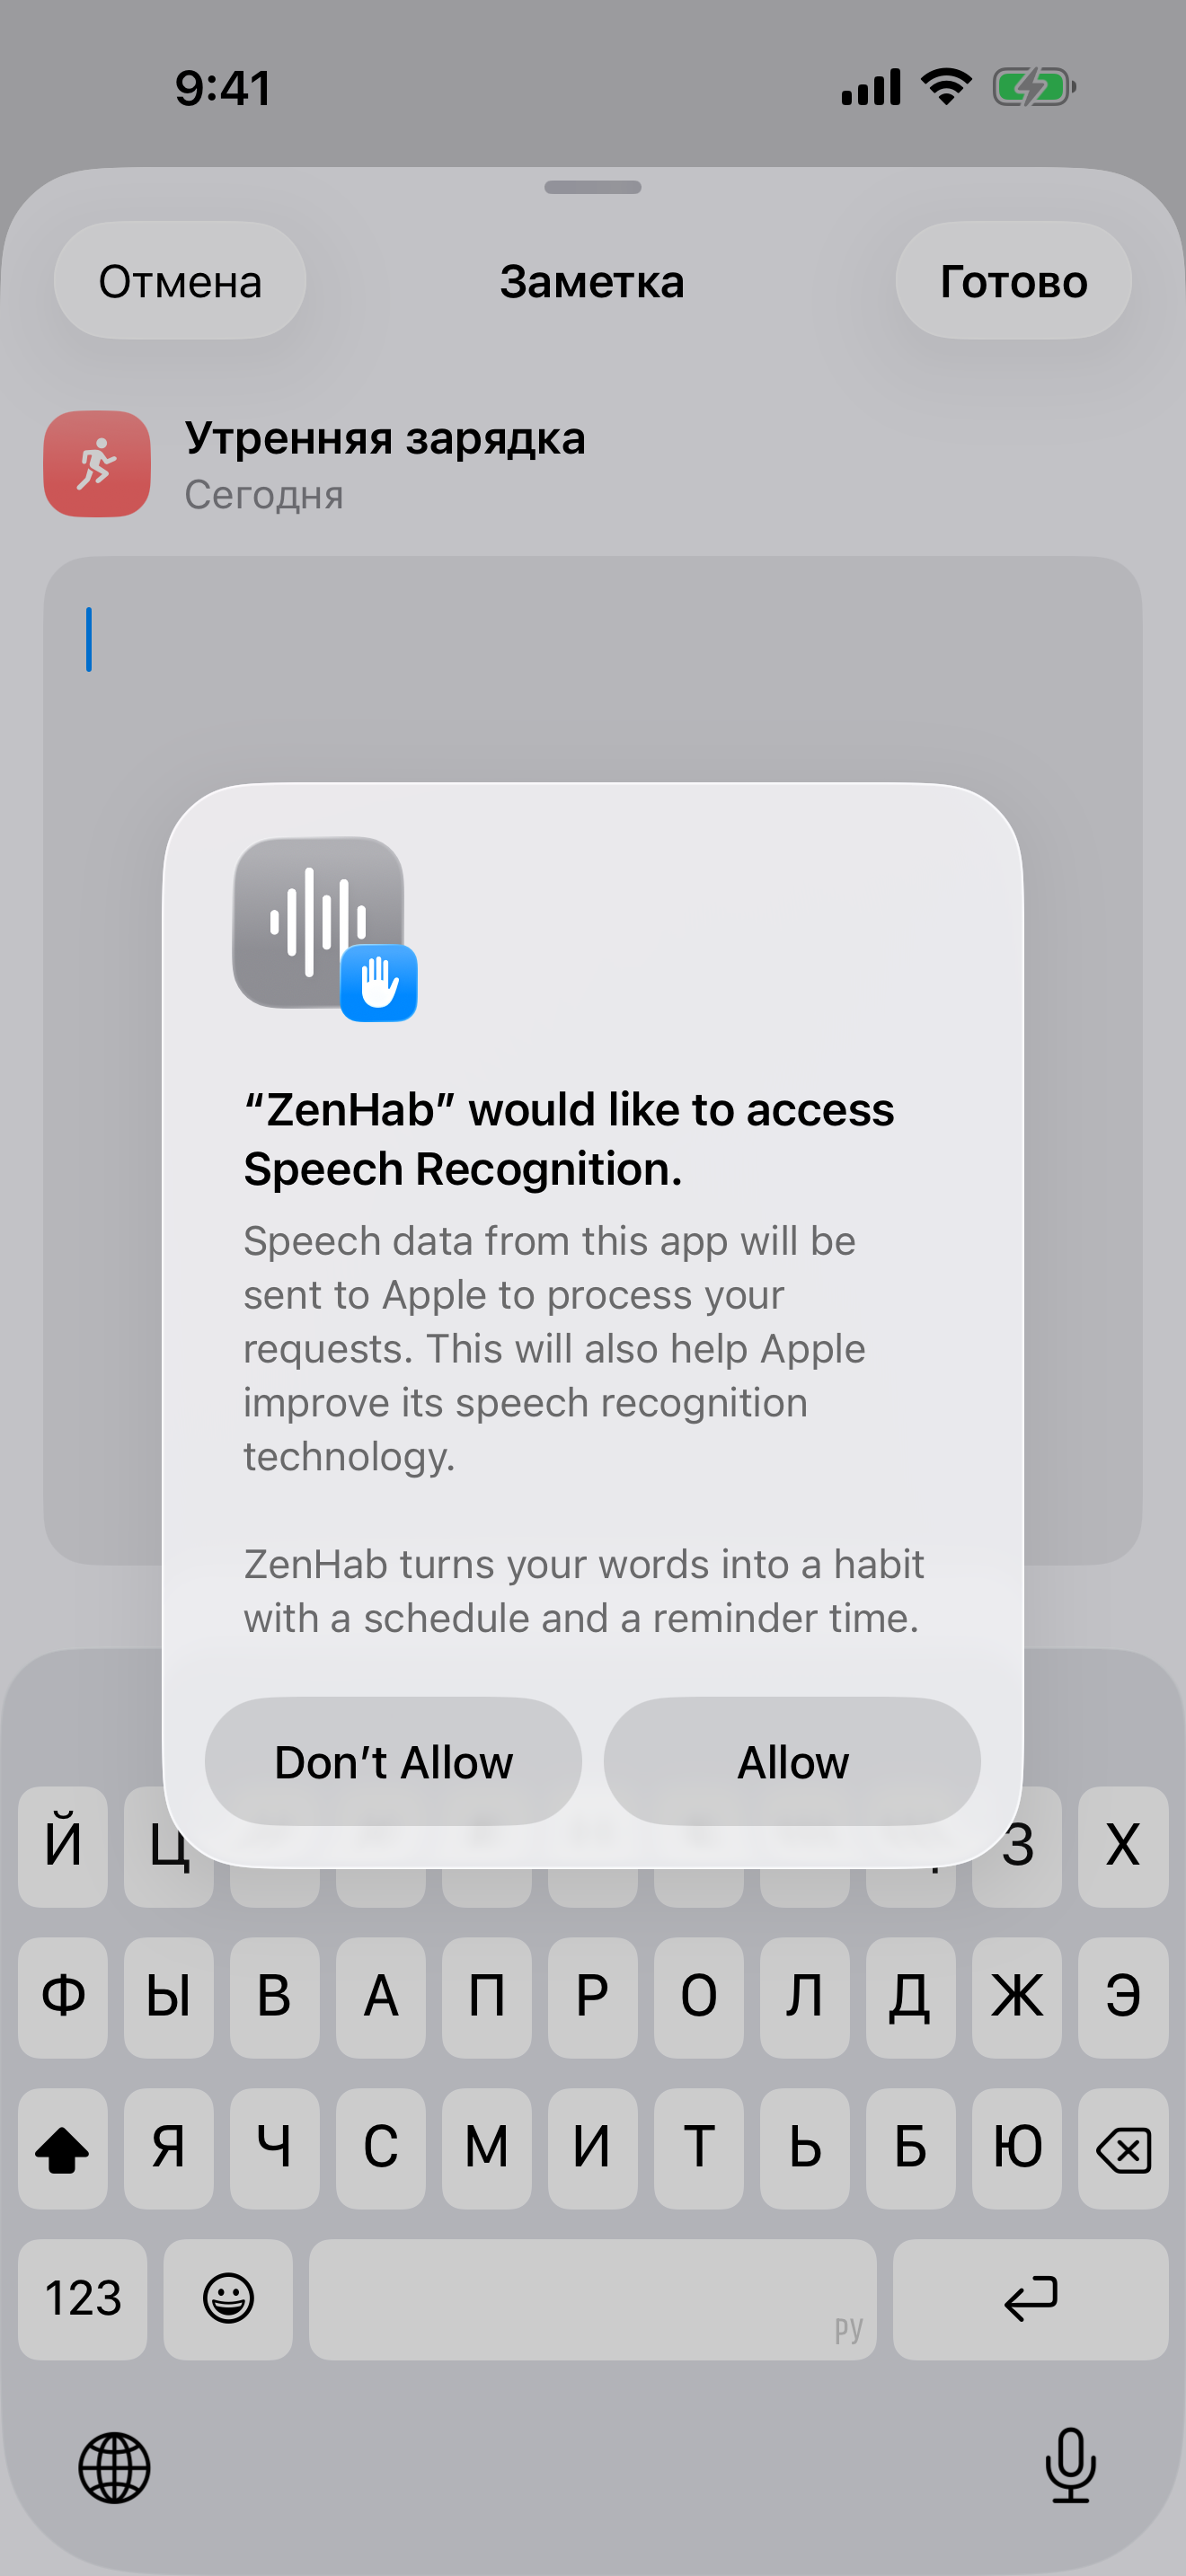 9:41
Отмена Заметка Готово
Утренняя зарядка
Сегодня
“ZenHab” would like to access
Speech Recognition.
Speech data from this app will be
sent to Apple to process your
requests. This will also help Apple
improve its speech recognition
technology.
ZenHab turns your words into a habit
with a schedule and a reminder time.
Don’t Allow Allow
Й Ц З Х
Ф Ы В А П Р О Л Д Ж Э
Я Ч С М И Т Ь Б Ю
123
РУ